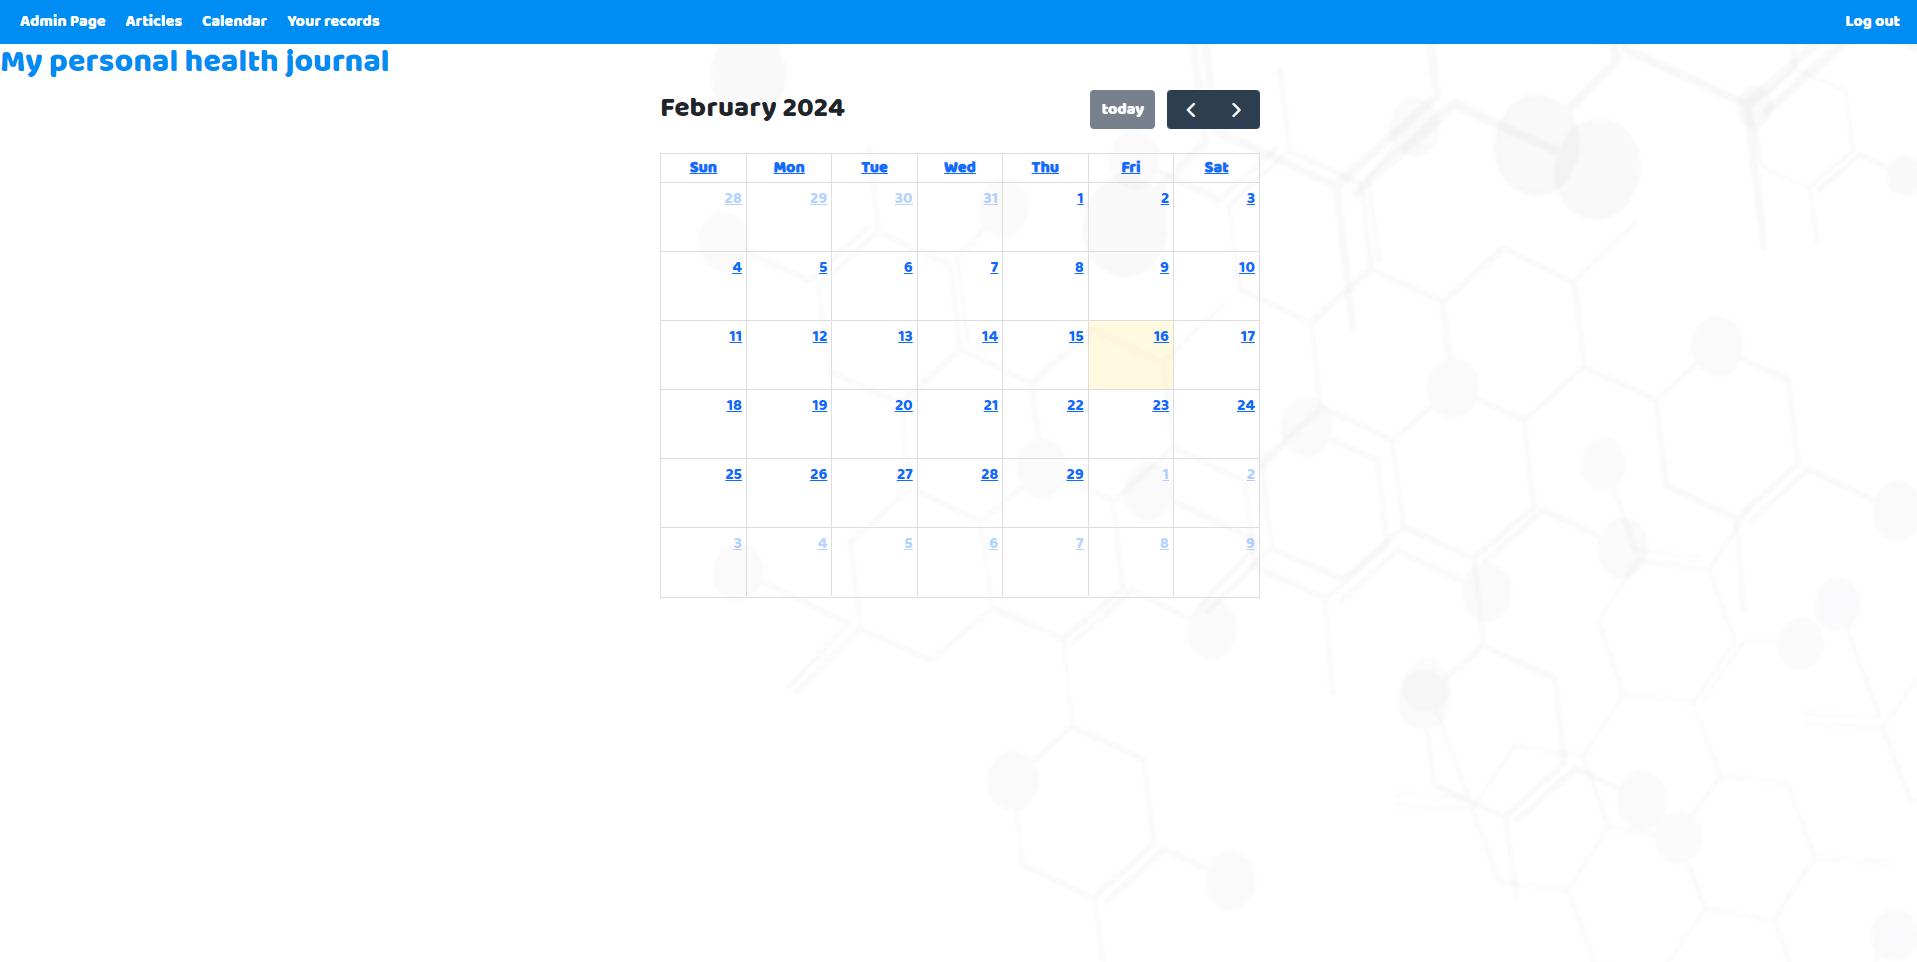 Admin Page Articles Calendar Your records Log out
My personal health journal
February 2024 today
Sun Mon Tue Wed Thu Fri Sat
28 29 30 31 1 2 3
4 5 6 7 8 9 10
11 12 13 14 15 16 17
18 19 20 21 22 23 24
25 26 27 28 29 1 2
3 4 5 6 7 8 9